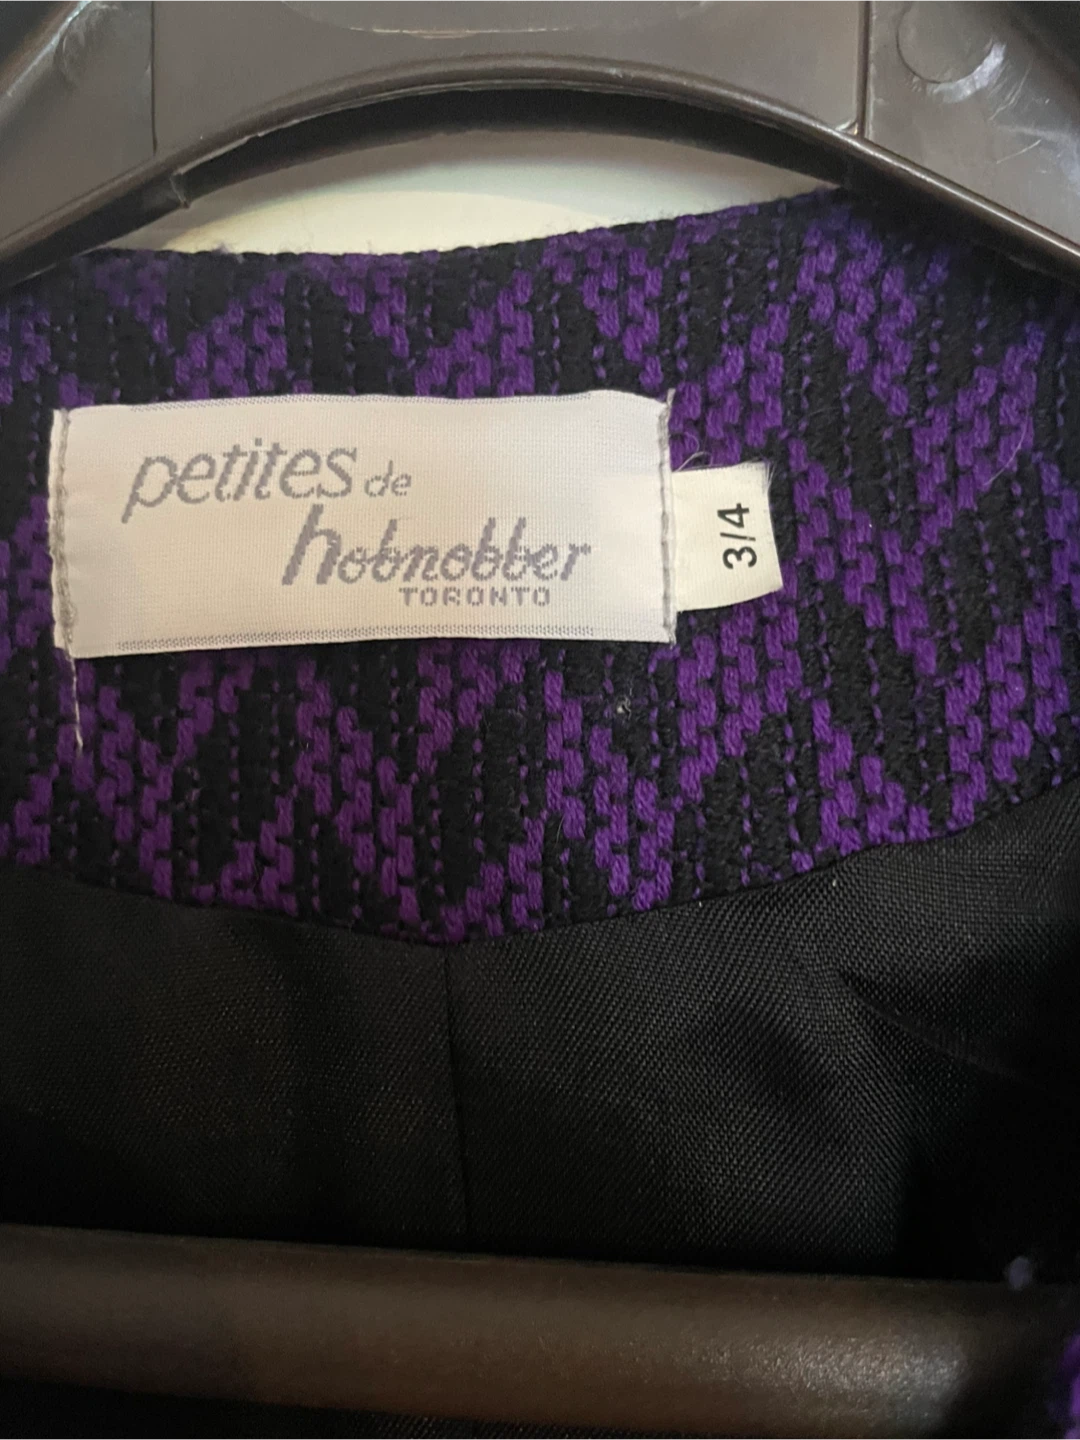 petites de
hobnobber
TORONTO
3/4